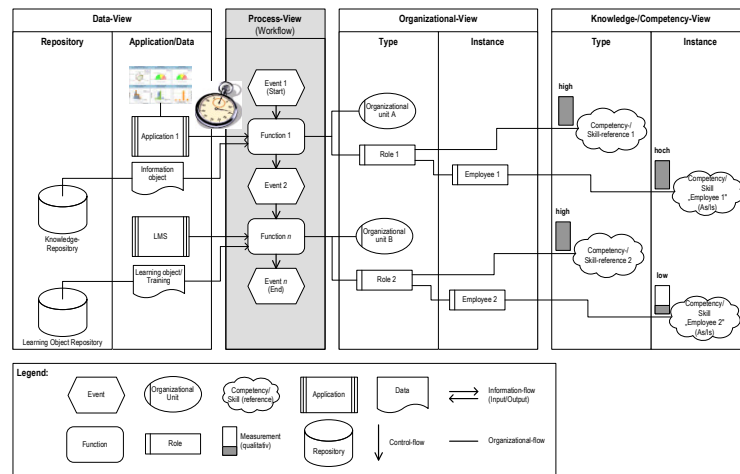 Data-View
Process-View
(Workflow)
Organizational-View
Knowledge-/Competency-View
Repository
Application/Data
Type
Instance
Type
Instance
Event 1
(Start)
high
Organizational
unit A
Competency-/
Skill-reference 1
Application 1
Function 1
Role 1
hoch
Information
object
Event 2
Employee 1
Competency/
Skill
„Employee 1"
(As/Is)
Knowledge-
Repository
high
LMS
Function n
Organizational
unit B
Competency-/
Skill-reference 2
Learning object/
Training
Role 2
low
Event n
(End)
Employee 2
Competency/
Skill
„Employee 2"
(As/Is)
Learning Object Repository
Legend:
Event
Organizational
Unit
Competency/
Skill (reference)
Application
Data
Information-flow
(Input/Output)
Function
Role
Measurement
(qualitativ)
Repository
Control-flow
Organizational-flow